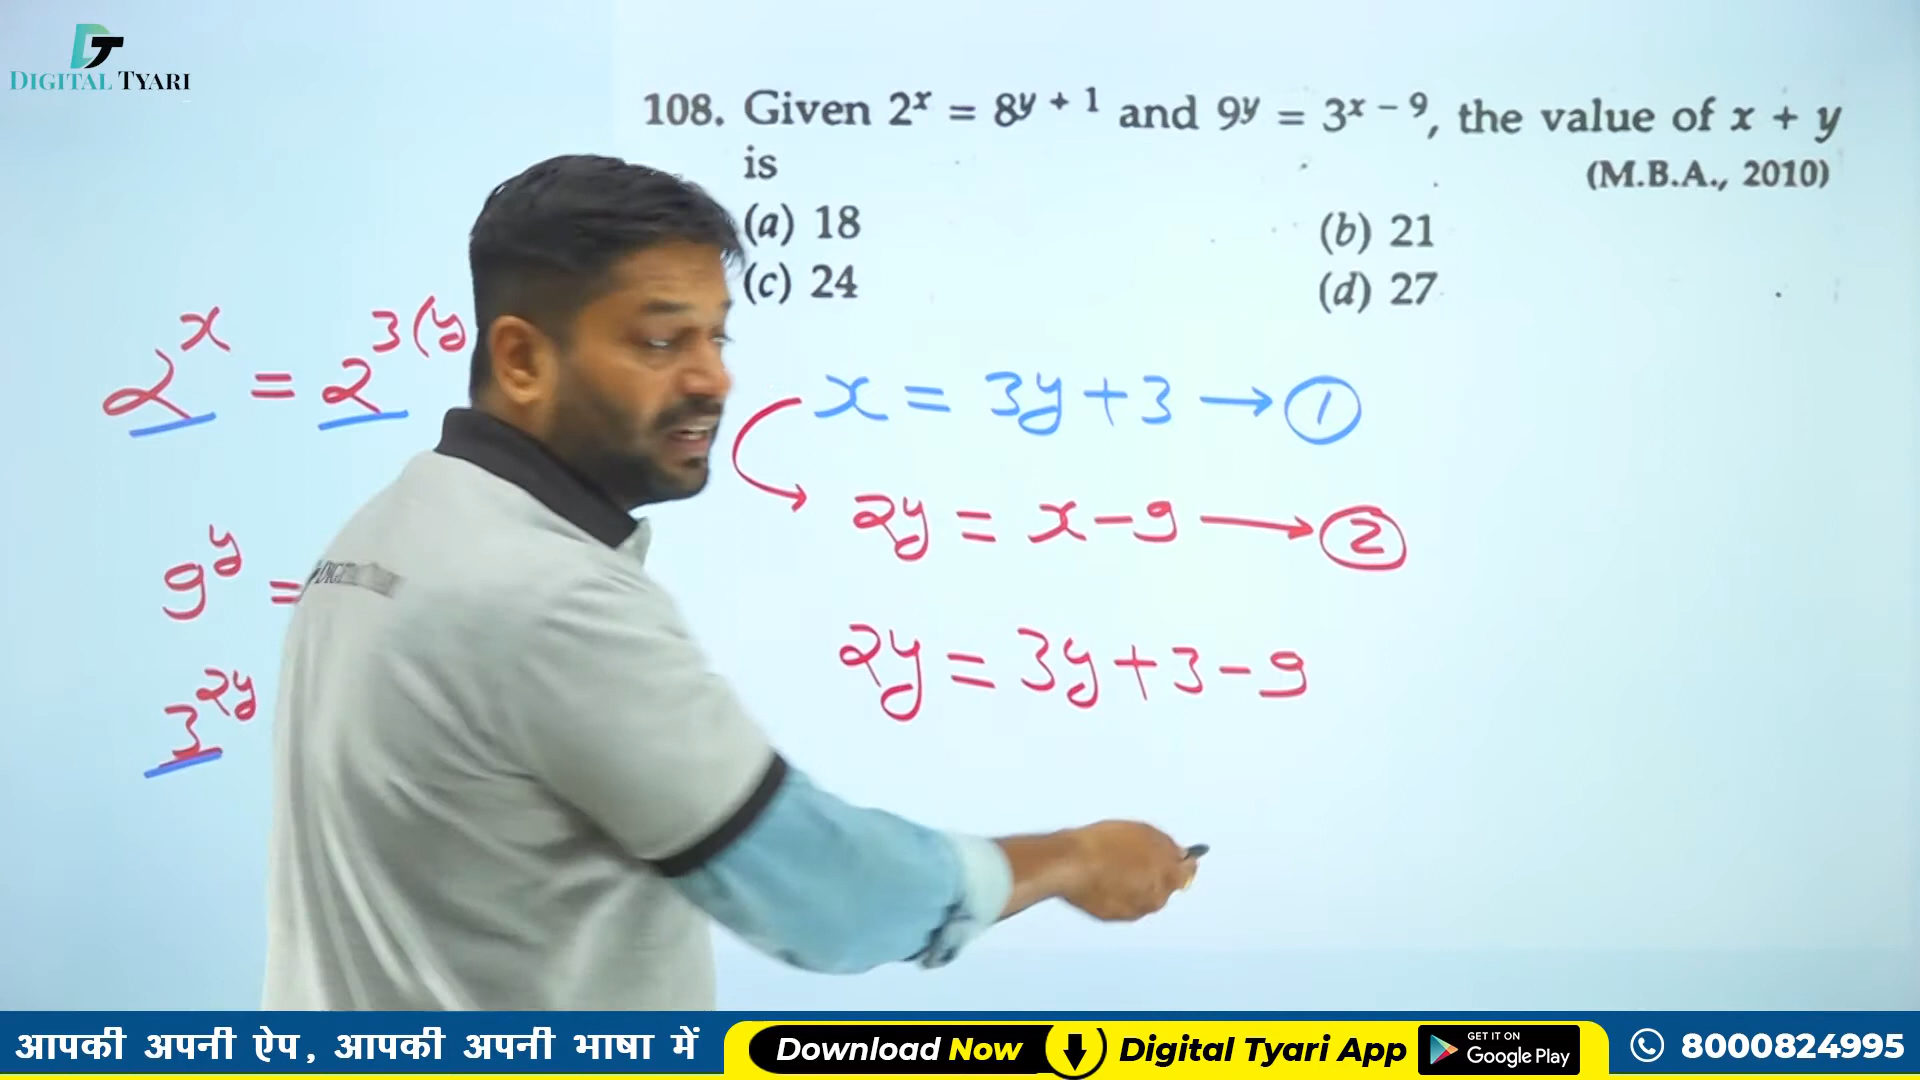 DT
DIGITAL TYARI
108. Given 2ˣ = 8ʸ ⁺ ¹ and 9ʸ = 3ˣ ⁻ ⁹, the value of x + y
is
(M.B.A., 2010)
(a) 18 (b) 21
(c) 24 (d) 27
2ˣ = 2³⁽ʸ
x = 3y+3 → ①
2y = x-9 → ②
9ʸ =
2y = 3y+3-9
3²ʸ
आपकी अपनी ऐप, आपकी अपनी भाषा में
Download Now
Digital Tyari App
GET IT ON
Google Play
8000824995